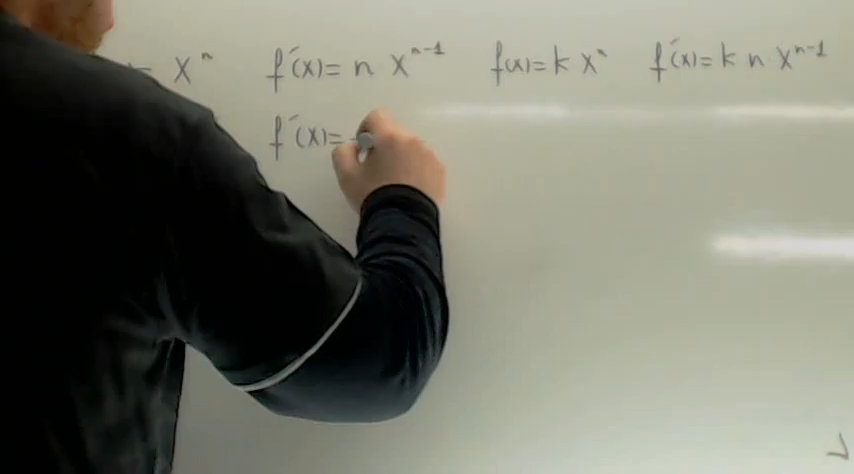 = xⁿ f´(x)= n xⁿ⁻¹ f(x)= k xⁿ f´(x)= k n xⁿ⁻¹
f´(x)=